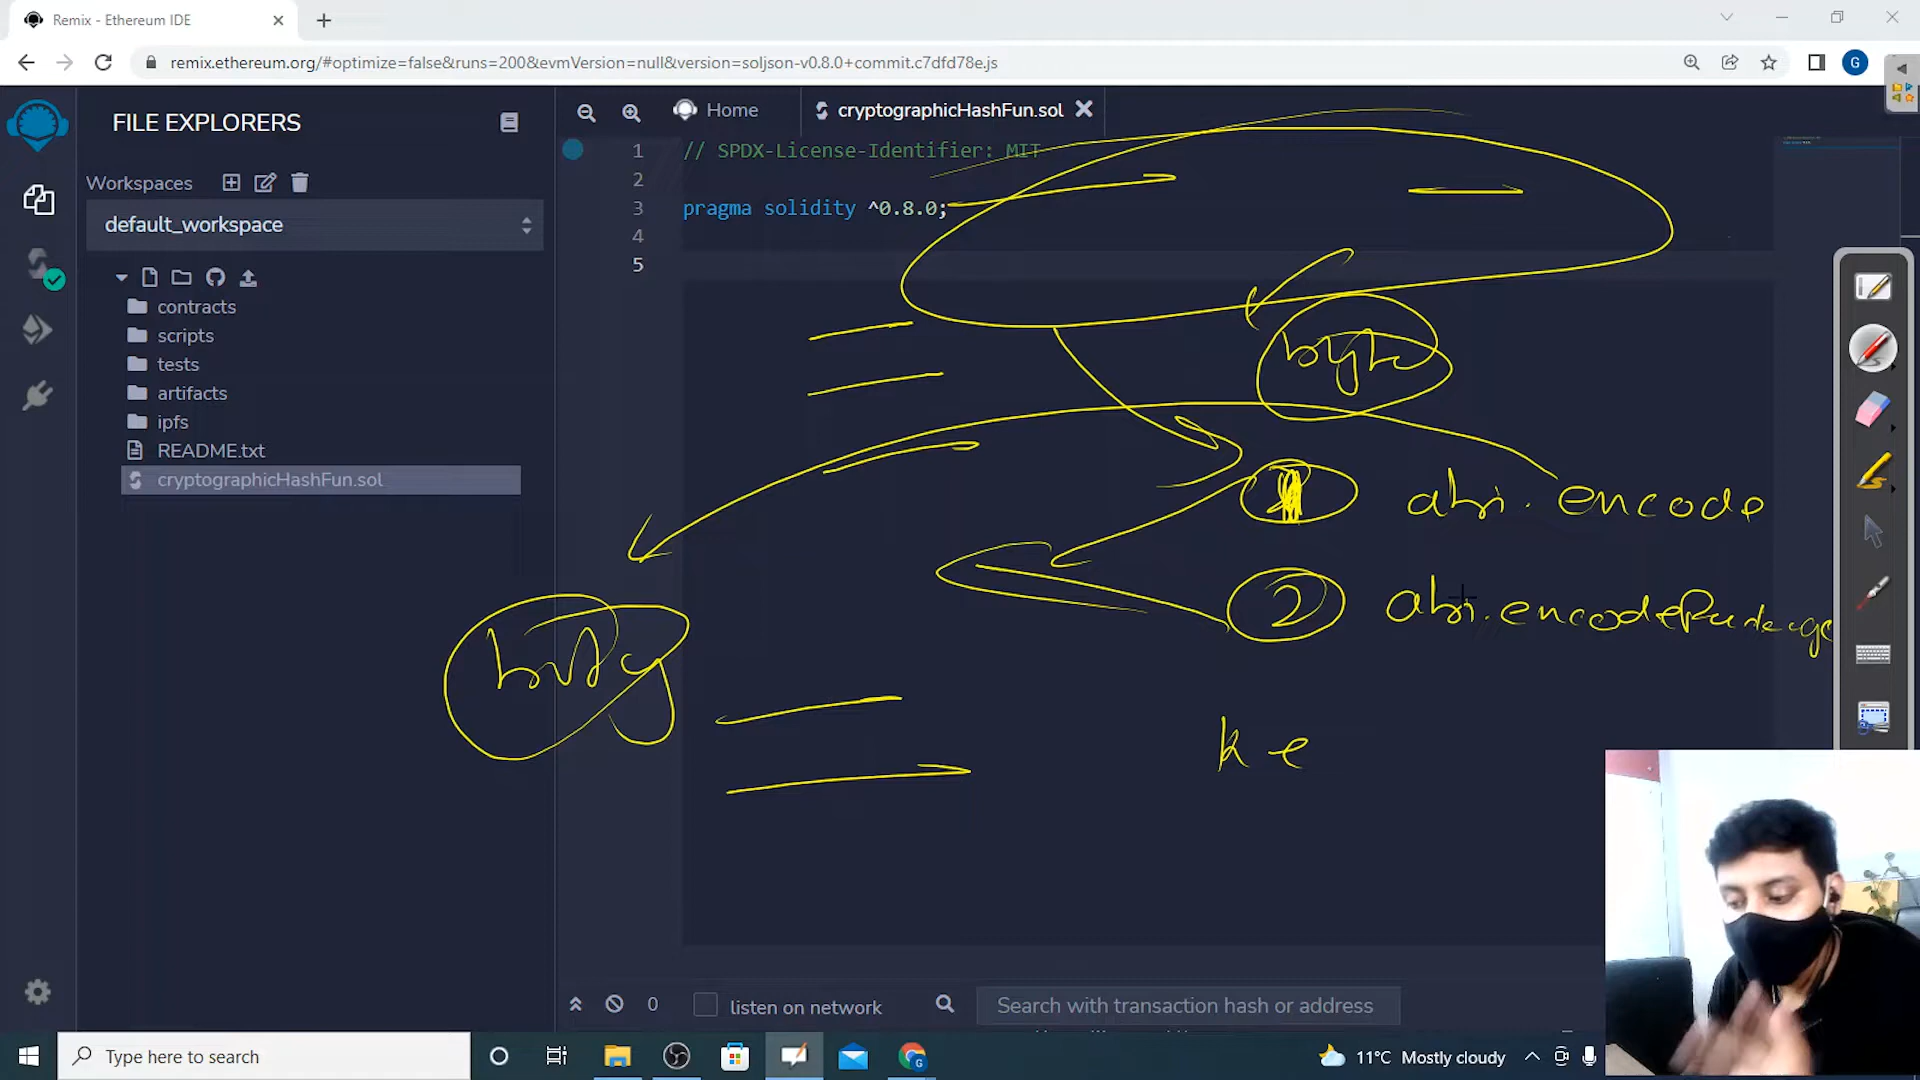 Remix - Ethereum IDE
remix.ethereum.org/#optimize=false&runs=200&evmVersion=null&version=soljson-v0.8.0+commit.c7dfd78e.js
G
FILE EXPLORERS
Home
cryptographicHashFun.sol
Workspaces
default_workspace
contracts
scripts
tests
artifacts
ipfs
README.txt
cryptographicHashFun.sol
1 // SPDX-License-Identifier: MIT
2
3 pragma solidity ^0.8.0;
4
5
1 abi. encode
2
ke
0
listen on network
Search with transaction hash or address
Type here to search
11°C Mostly cloudy